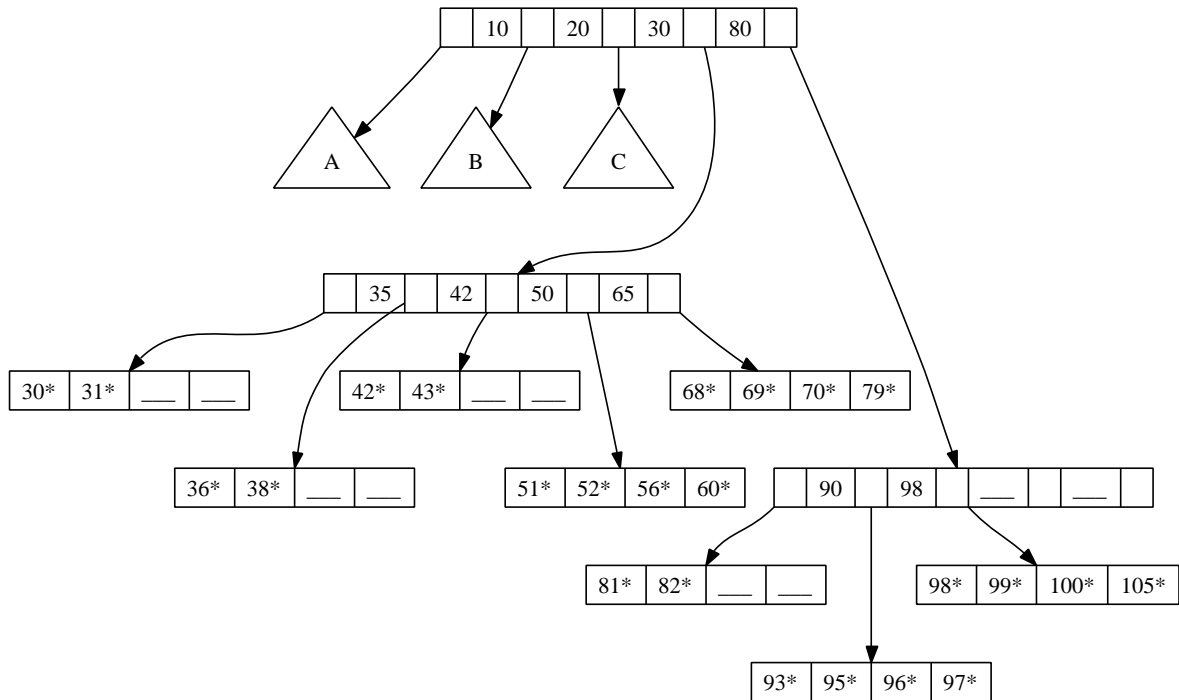 10 20 30 80
A B C
35 42 50 65
30* 31* ___ ___ 42* 43* ___ ___ 68* 69* 70* 79*
36* 38* ___ ___ 51* 52* 56* 60* 90 98 ___ ___
81* 82* ___ ___ 98* 99* 100* 105*
93* 95* 96* 97*